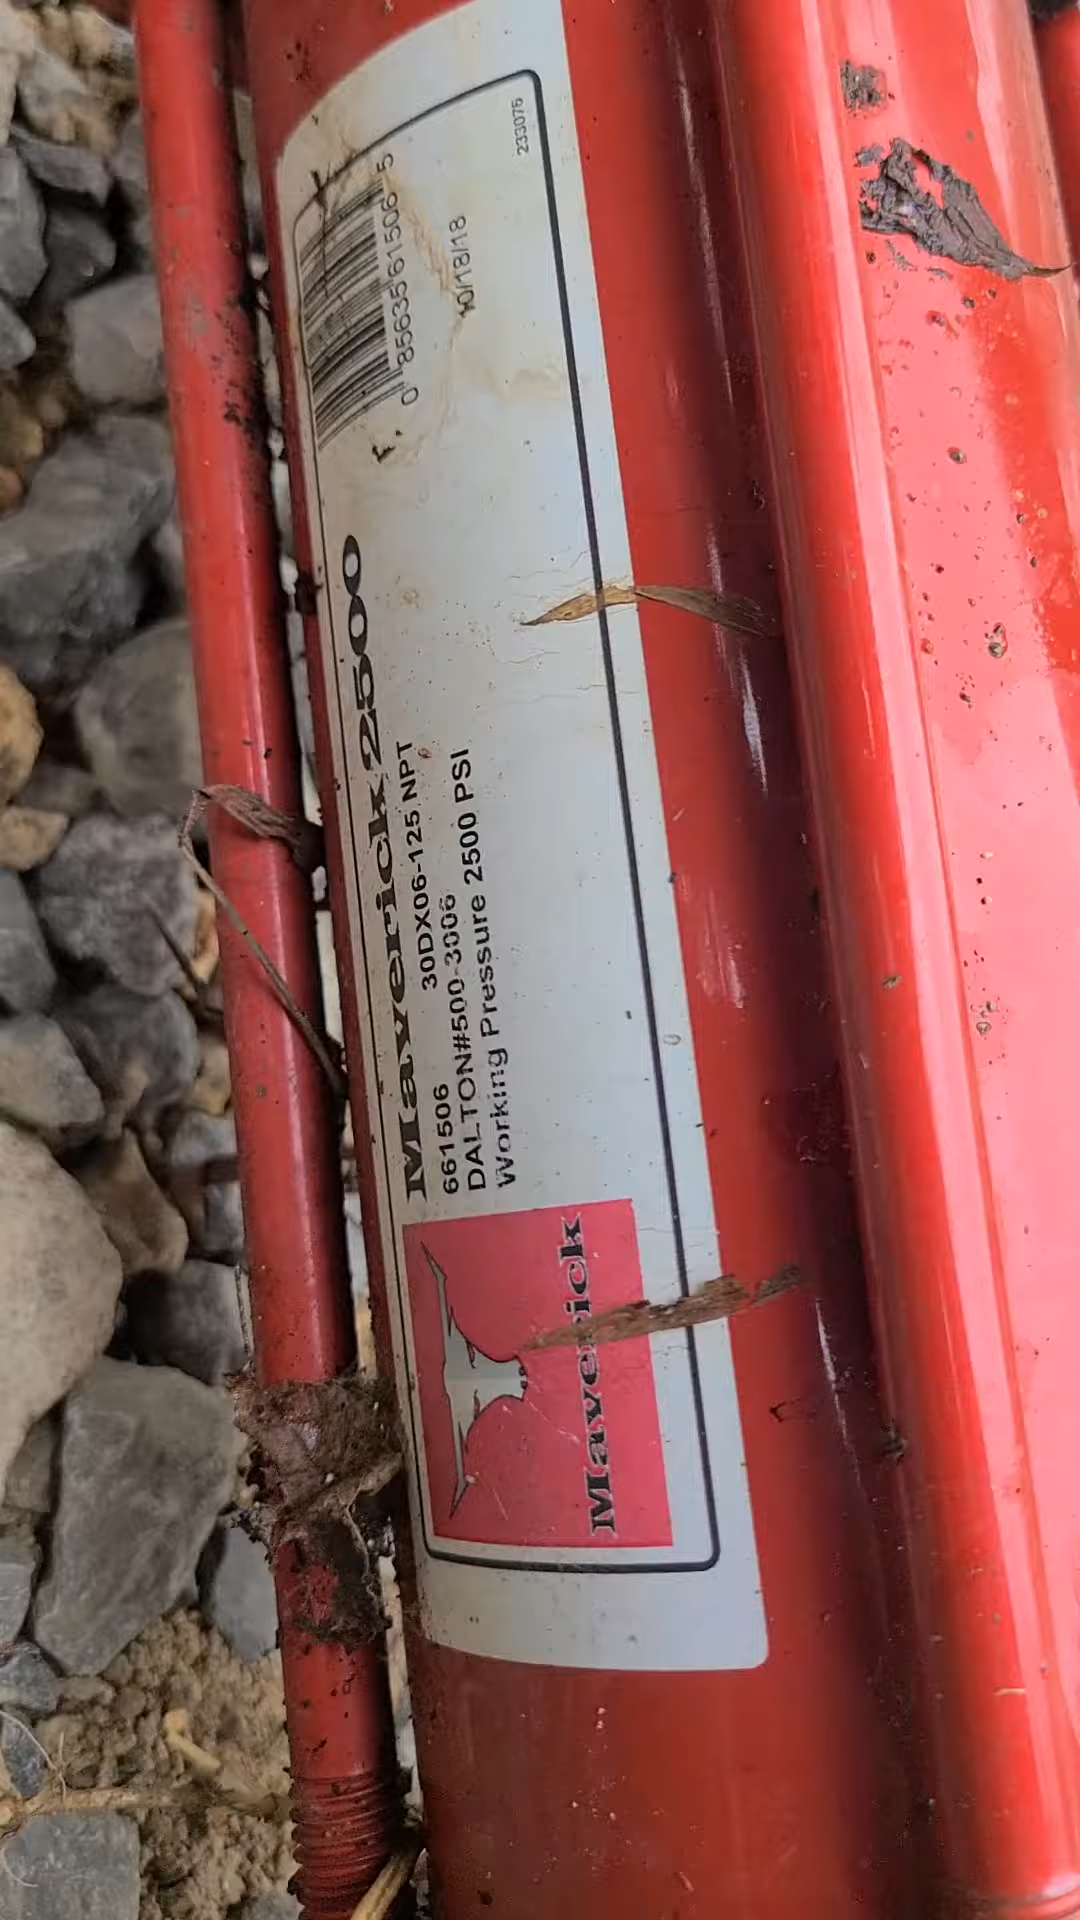 Maverick 2500
661506 30DX06-125 NPT
DALTON#500-3006
Working Pressure 2500 PSI
Maverick
0 85635 61506 5
10/18/18
233076